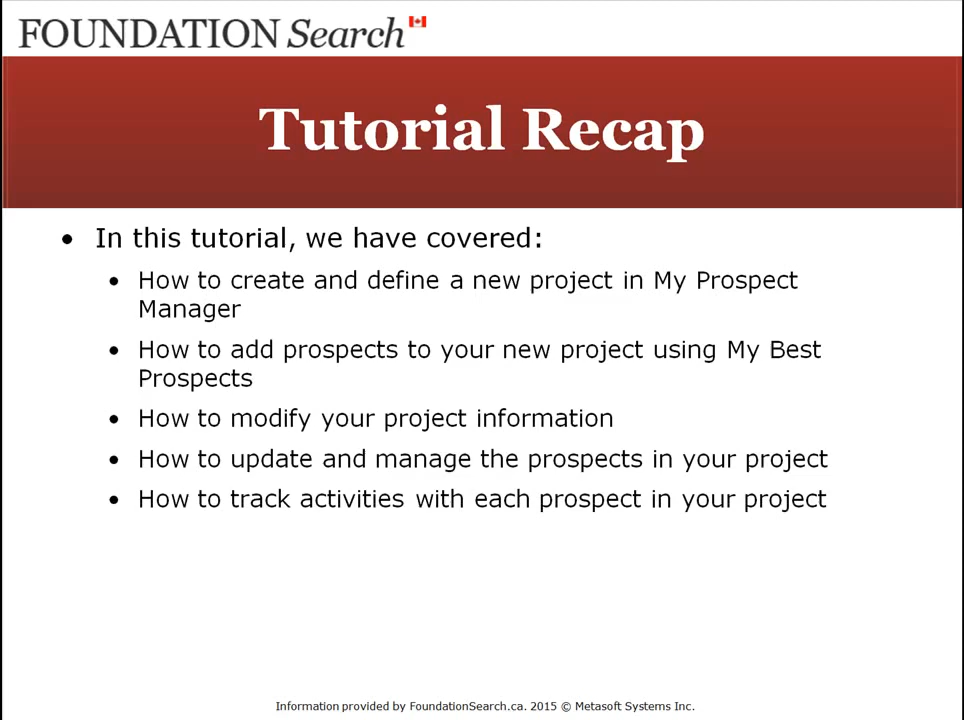 FOUNDATION Search
Tutorial Recap
• In this tutorial, we have covered:
• How to create and define a new project in My Prospect
Manager
• How to add prospects to your new project using My Best
Prospects
• How to modify your project information
• How to update and manage the prospects in your project
• How to track activities with each prospect in your project
Information provided by FoundationSearch.ca. 2015 © Metasoft Systems Inc.